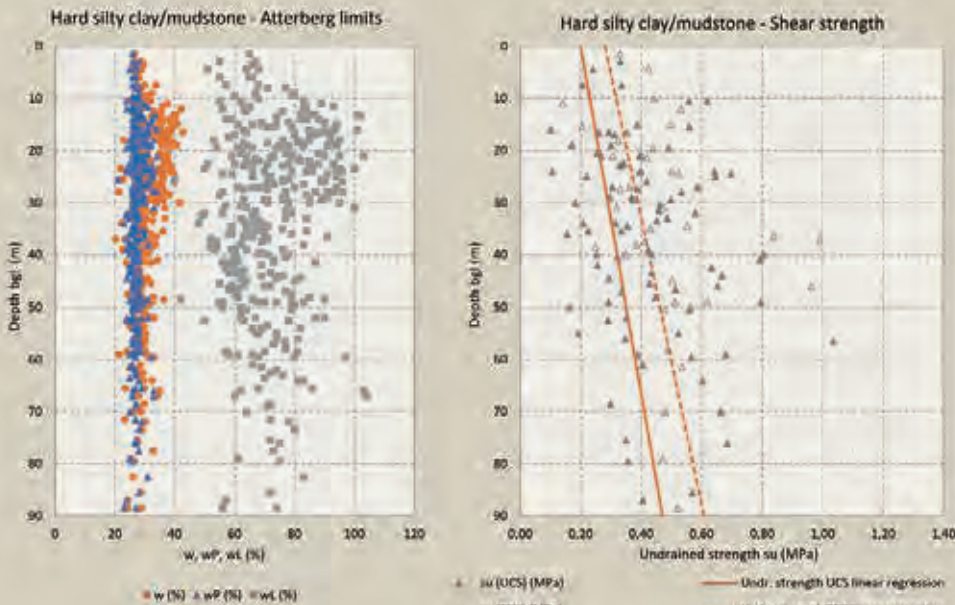 Hard silty clay/mudstone - Atterberg limits
0
10
20
30
40
50
60
70
80
90
Depth bgl (m)
0 20 40 60 80 100 120
w, wP, wL (%)
w (%) wP (%) wL (%)
Hard silty clay/mudstone - Shear strength
0
10
20
30
40
50
60
70
80
90
Depth bgl (m)
0,00 0,20 0,40 0,60 0,80 1,00 1,20 1,40
Undrained strength su (MPa)
su (UCS) (MPa) Undr. strength UCS linear regression